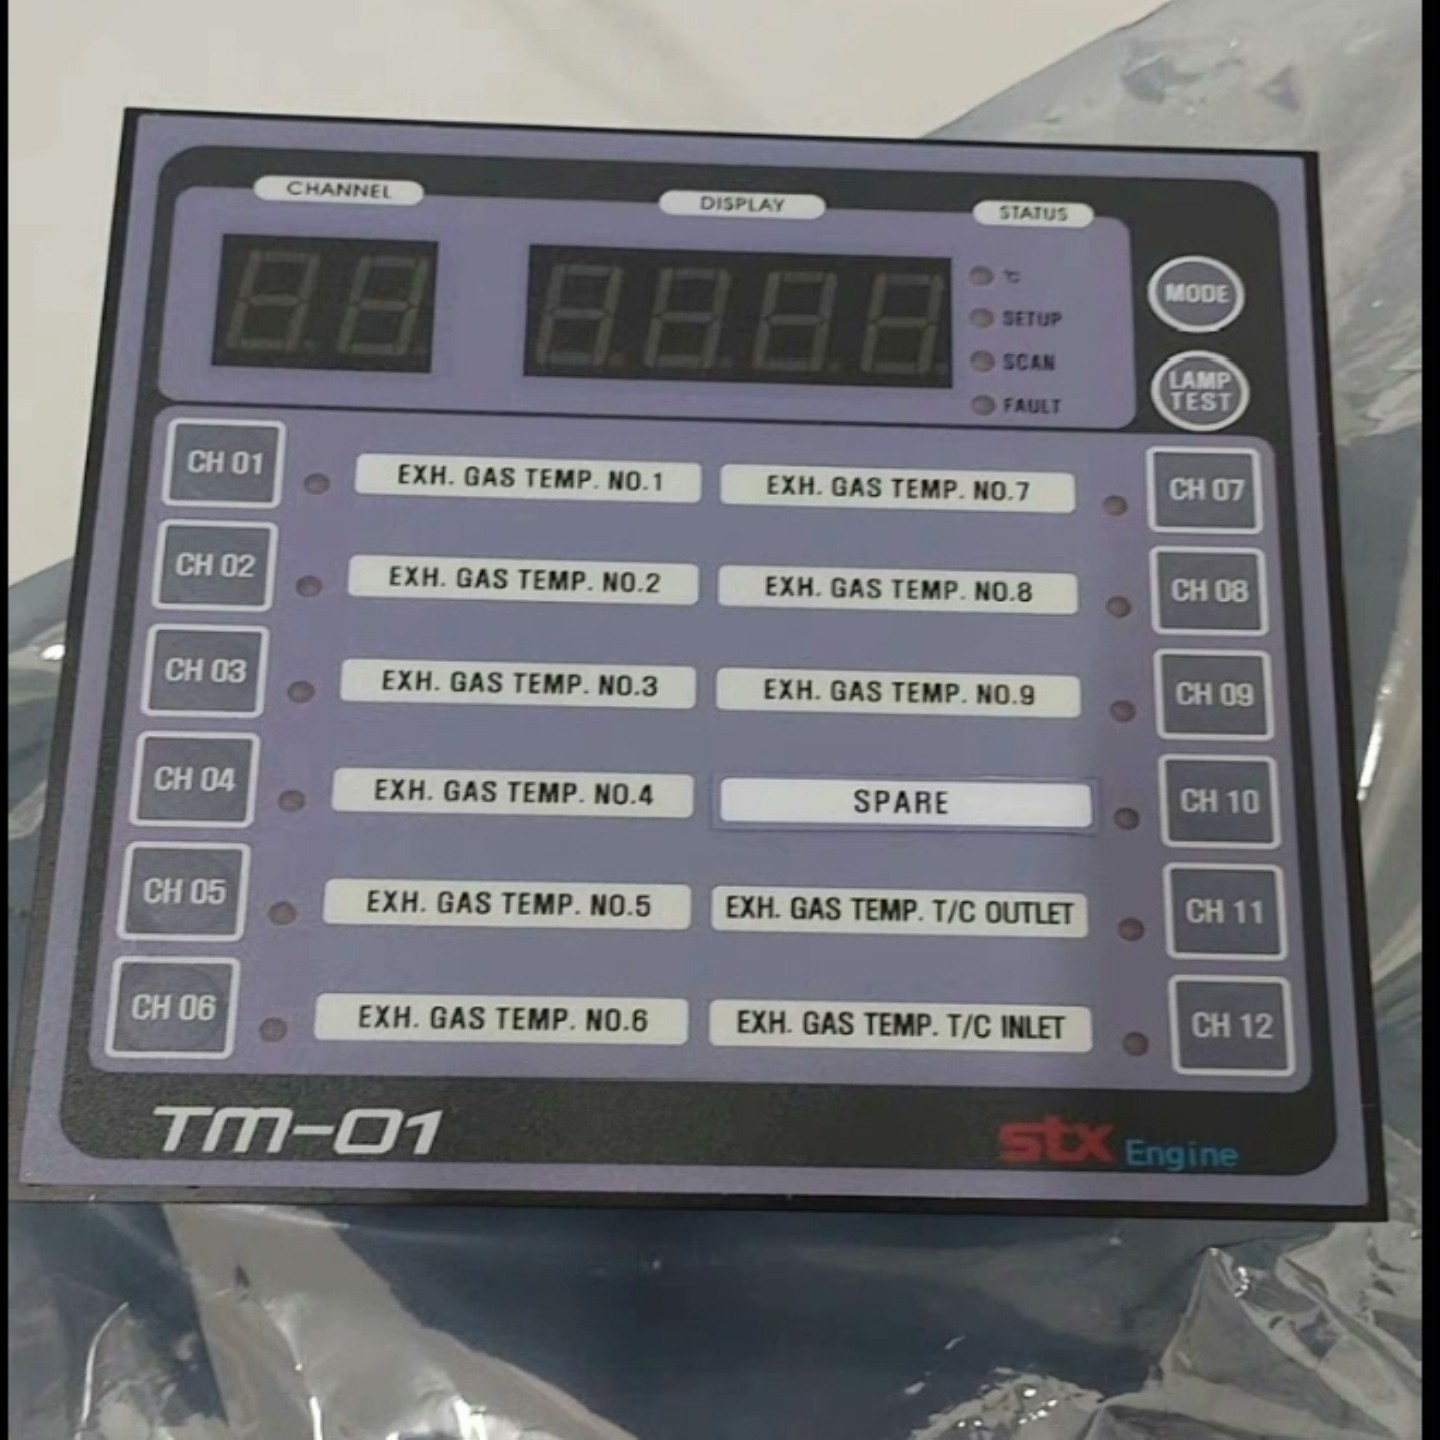 CHANNEL
DISPLAY
STATUS
°C
SETUP
SCAN
FAULT
MODE
LAMP
TEST
CH 01
EXH. GAS TEMP. NO.1
EXH. GAS TEMP. NO.7
CH 07
CH 02
EXH. GAS TEMP. NO.2
EXH. GAS TEMP. NO.8
CH 08
CH 03
EXH. GAS TEMP. NO.3
EXH. GAS TEMP. NO.9
CH 09
CH 04
EXH. GAS TEMP. NO.4
SPARE
CH 10
CH 05
EXH. GAS TEMP. NO.5
EXH. GAS TEMP. T/C OUTLET
CH 11
CH 06
EXH. GAS TEMP. NO.6
EXH. GAS TEMP. T/C INLET
CH 12
TM-01
stx Engine